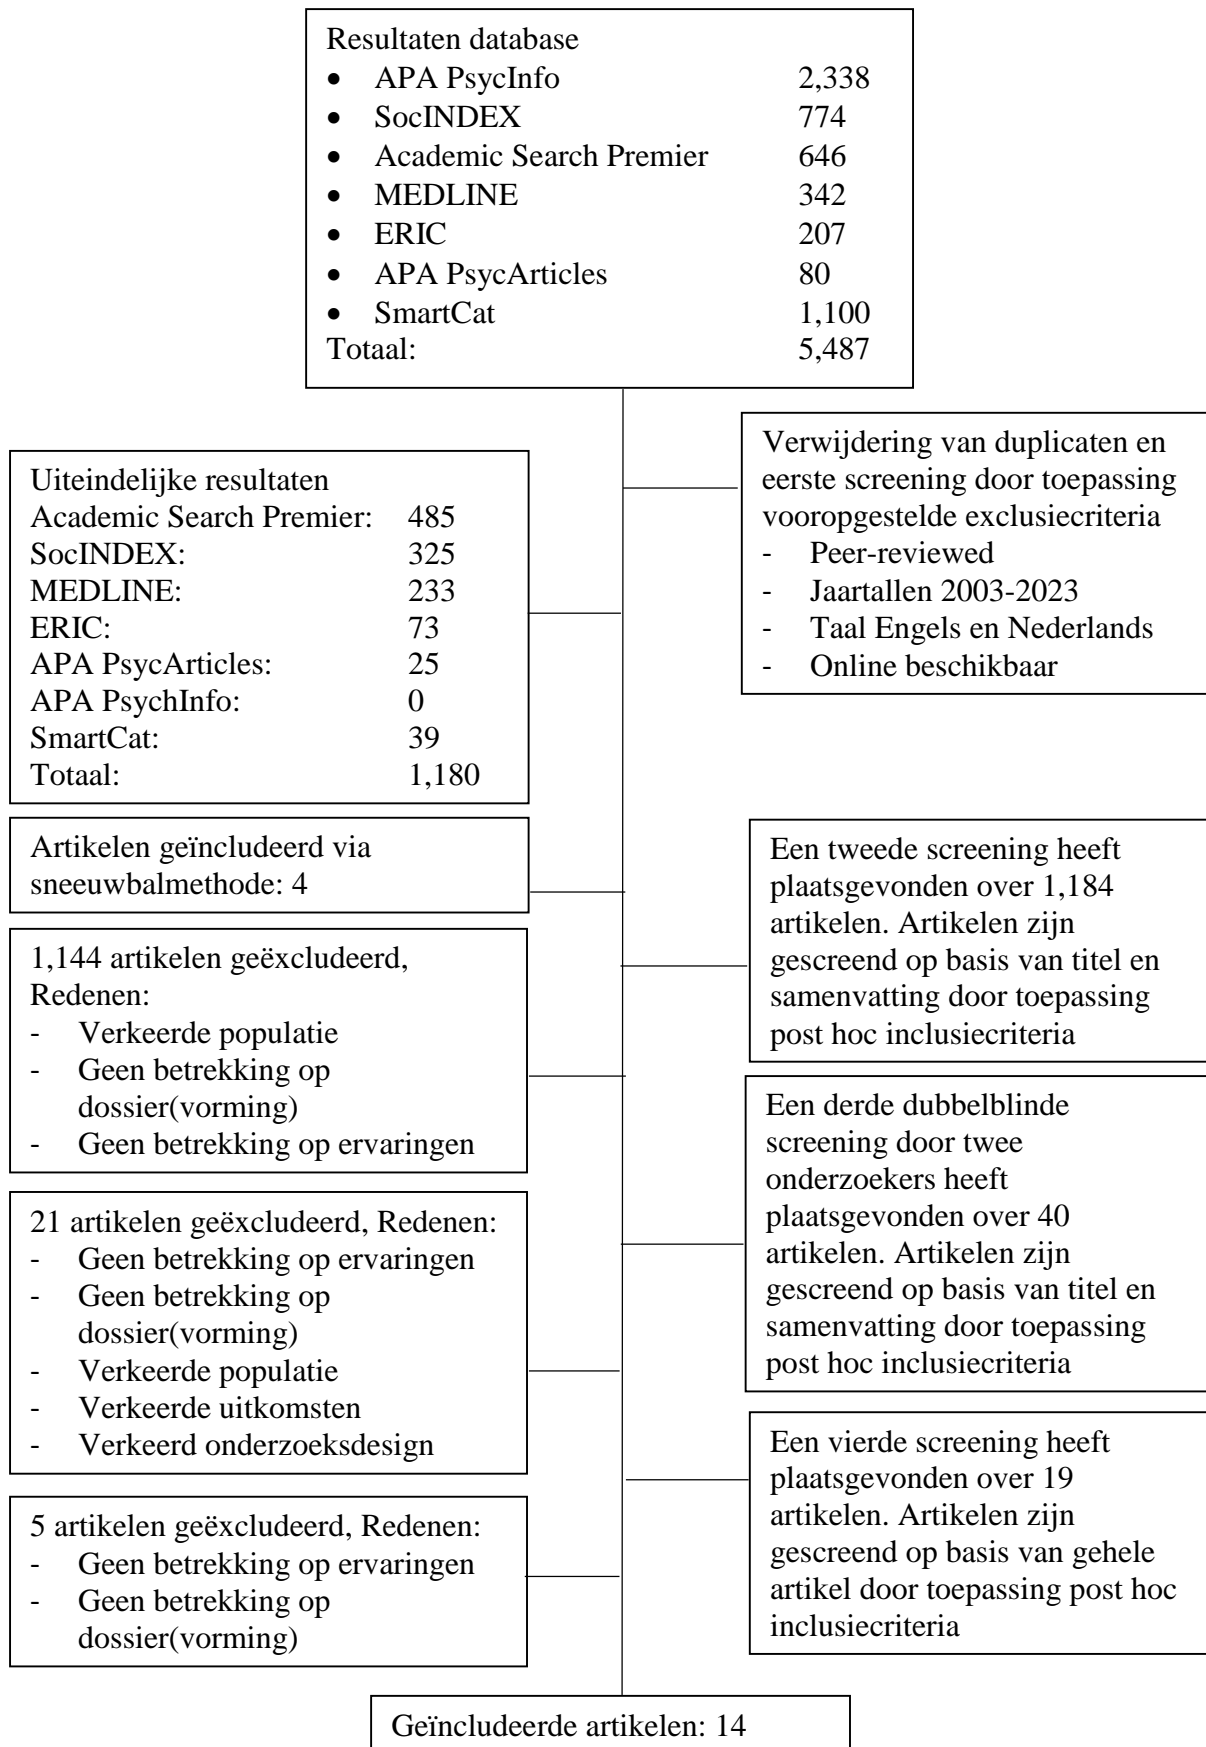 Resultaten database
• APA PsycInfo 2,338
• SocINDEX 774
• Academic Search Premier 646
• MEDLINE 342
• ERIC 207
• APA PsycArticles 80
• SmartCat 1,100
Totaal: 5,487
Verwijdering van duplicaten en
eerste screening door toepassing
vooropgestelde exclusiecriteria
- Peer-reviewed
- Jaartallen 2003-2023
- Taal Engels en Nederlands
- Online beschikbaar
Uiteindelijke resultaten
Academic Search Premier: 485
SocINDEX: 325
MEDLINE: 233
ERIC: 73
APA PsycArticles: 25
APA PsychInfo: 0
SmartCat: 39
Totaal: 1,180
Artikelen geïncludeerd via
sneeuwbalmethode: 4
Een tweede screening heeft
plaatsgevonden over 1,184
artikelen. Artikelen zijn
gescreend op basis van titel en
samenvatting door toepassing
post hoc inclusiecriteria
1,144 artikelen geëxcludeerd,
Redenen:
- Verkeerde populatie
- Geen betrekking op
dossier(vorming)
- Geen betrekking op ervaringen
Een derde dubbelblinde
screening door twee
onderzoekers heeft
plaatsgevonden over 40
artikelen. Artikelen zijn
gescreend op basis van titel en
samenvatting door toepassing
post hoc inclusiecriteria
21 artikelen geëxcludeerd, Redenen:
- Geen betrekking op ervaringen
- Geen betrekking op
dossier(vorming)
- Verkeerde populatie
- Verkeerde uitkomsten
- Verkeerd onderzoeksdesign
Een vierde screening heeft
plaatsgevonden over 19
artikelen. Artikelen zijn
gescreend op basis van gehele
artikel door toepassing post hoc
inclusiecriteria
5 artikelen geëxcludeerd, Redenen:
- Geen betrekking op ervaringen
- Geen betrekking op
dossier(vorming)
Geïncludeerde artikelen: 14